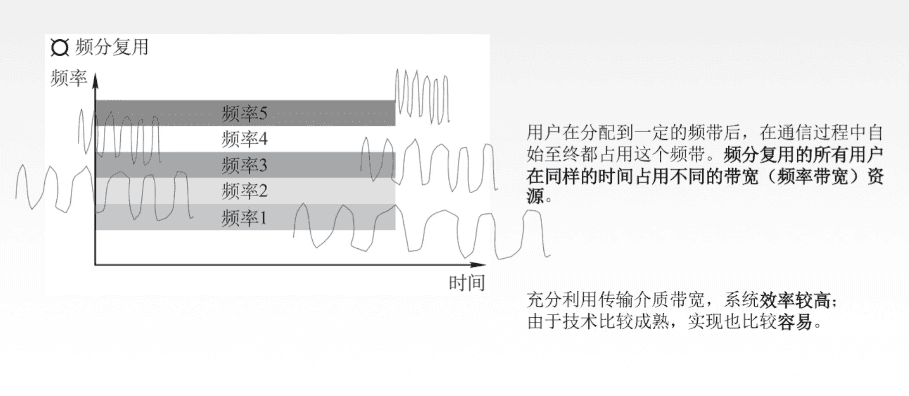 ¤ 频分复用
频率
频率5
频率4
频率3
频率2
频率1
时间
用户在分配到一定的频带后，在通信过程中自
始至终都占用这个频带。频分复用的所有用户
在同样的时间占用不同的带宽（频率带宽）资
源。
充分利用传输介质带宽，系统效率较高；
由于技术比较成熟，实现也比较容易。